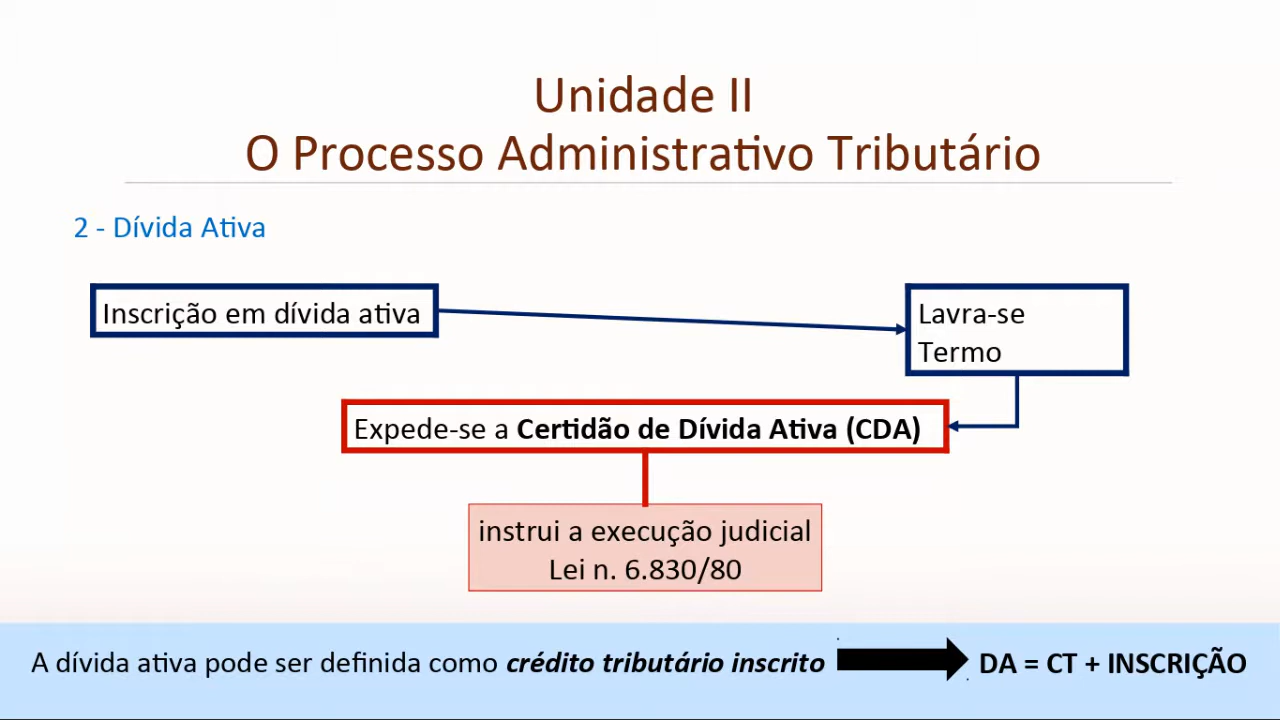 Unidade II
O Processo Administrativo Tributário
2 - Dívida Ativa
Inscrição em dívida ativa
Lavra-se
Termo
Expede-se a Certidão de Dívida Ativa (CDA)
instrui a execução judicial
Lei n. 6.830/80
A dívida ativa pode ser definida como crédito tributário inscrito
DA = CT + INSCRIÇÃO